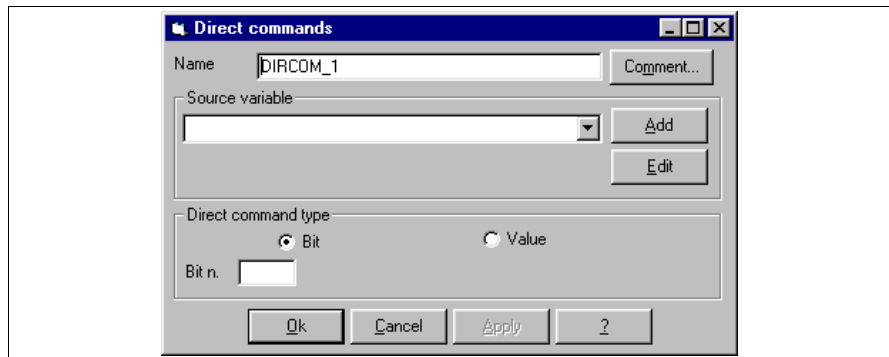 Direct commands
Name DIRCOM_1 Comment...
Source variable
Add
Edit
Direct command type
Bit Value
Bit n.
Ok Cancel Apply ?